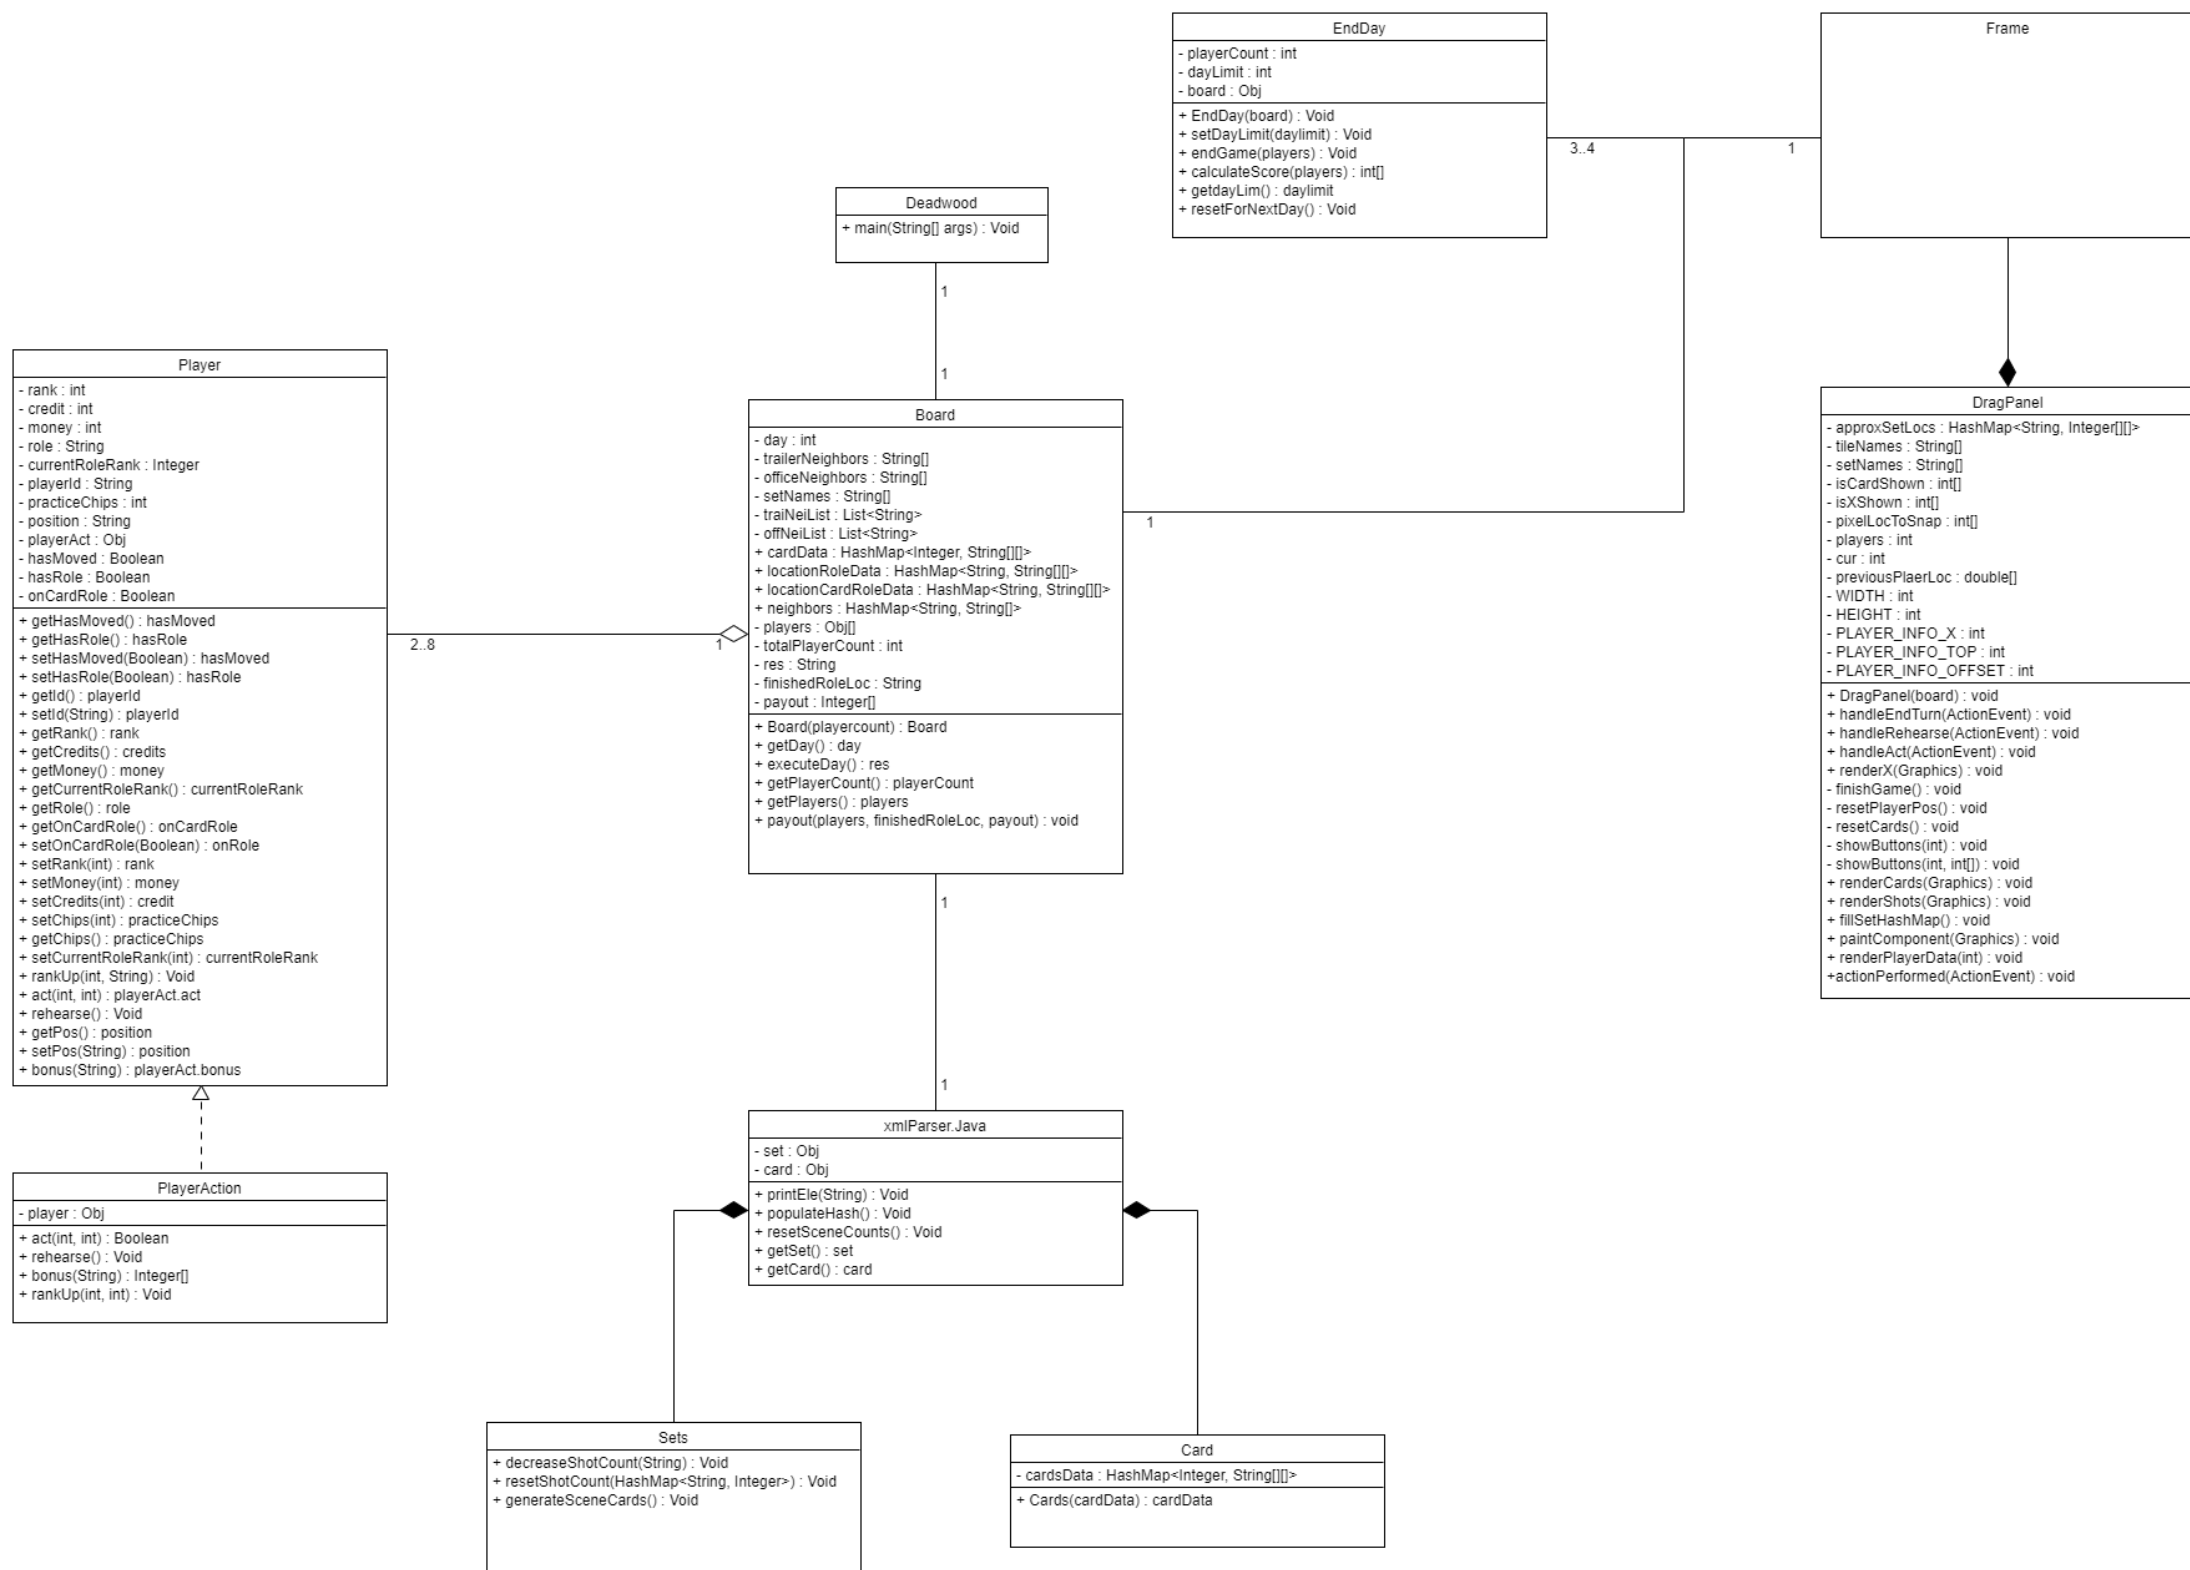 EndDay
- playerCount : int
- dayLimit : int
- board : Obj
+ EndDay(board) : Void
+ setDayLimit(daylimit) : Void
+ endGame(players) : Void
+ calculateScore(players) : int[]
+ getdayLim() : daylimit
+ resetForNextDay() : Void
3..4
1
Frame
Deadwood
+ main(String[] args) : Void
1
1
Player
- rank : int
- credit : int
- money : int
- role : String
- currentRoleRank : Integer
- playerId : String
- practiceChips : int
- position : String
- playerAct : Obj
- hasMoved : Boolean
- hasRole : Boolean
- onCardRole : Boolean
+ getHasMoved() : hasMoved
+ getHasRole() : hasRole
+ setHasMoved(Boolean) : hasMoved
+ setHasRole(Boolean) : hasRole
+ getId() : playerId
+ setId(String) : playerId
+ getRank() : rank
+ getCredits() : credits
+ getMoney() : money
+ getCurrentRoleRank() : currentRoleRank
+ getRole() : role
+ getOnCardRole() : onCardRole
+ setOnCardRole(Boolean) : onRole
+ setRank(int) : rank
+ setMoney(int) : money
+ setCredits(int) : credit
+ setChips(int) : practiceChips
+ getChips() : practiceChips
+ setCurrentRoleRank(int) : currentRoleRank
+ rankUp(int, String) : Void
+ act(int, int) : playerAct.act
+ rehearse() : Void
+ getPos() : position
+ setPos(String) : position
+ bonus(String) : playerAct.bonus
2..8
1
Board
- day : int
- trailerNeighbors : String[]
- officeNeighbors : String[]
- setNames : String[]
- traiNeiList : List<String>
- offNeiList : List<String>
+ cardData : HashMap<Integer, String[][]>
+ locationRoleData : HashMap<String, String[][]>
+ locationCardRoleData : HashMap<String, String[][]>
+ neighbors : HashMap<String, String[]>
- players : Obj[]
- totalPlayerCount : int
- res : String
- finishedRoleLoc : String
- payout : Integer[]
+ Board(playercount) : Board
+ getDay() : day
+ executeDay() : res
+ getPlayerCount() : playerCount
+ getPlayers() : players
+ payout(players, finishedRoleLoc, payout) : void
1
1
1
DragPanel
- approxSetLocs : HashMap<String, Integer[][]>
- tileNames : String[]
- setNames : String[]
- isCardShown : int[]
- isXShown : int[]
- pixelLocToSnap : int[]
- players : int
- cur : int
- previousPlaerLoc : double[]
- WIDTH : int
- HEIGHT : int
- PLAYER_INFO_X : int
- PLAYER_INFO_TOP : int
- PLAYER_INFO_OFFSET : int
+ DragPanel(board) : void
+ handleEndTurn(ActionEvent) : void
+ handleRehearse(ActionEvent) : void
+ handleAct(ActionEvent) : void
+ renderX(Graphics) : void
- finishGame() : void
- resetPlayerPos() : void
- resetCards() : void
- showButtons(int) : void
- showButtons(int, int[]) : void
+ renderCards(Graphics) : void
+ renderShots(Graphics) : void
+ fillSetHashMap() : void
+ paintComponent(Graphics) : void
+ renderPlayerData(int) : void
+actionPerformed(ActionEvent) : void
PlayerAction
- player : Obj
+ act(int, int) : Boolean
+ rehearse() : Void
+ bonus(String) : Integer[]
+ rankUp(int, int) : Void
xmlParser.Java
- set : Obj
- card : Obj
+ printEle(String) : Void
+ populateHash() : Void
+ resetSceneCounts() : Void
+ getSet() : set
+ getCard() : card
Sets
+ decreaseShotCount(String) : Void
+ resetShotCount(HashMap<String, Integer>) : Void
+ generateSceneCards() : Void
Card
- cardsData : HashMap<Integer, String[][]>
+ Cards(cardData) : cardData